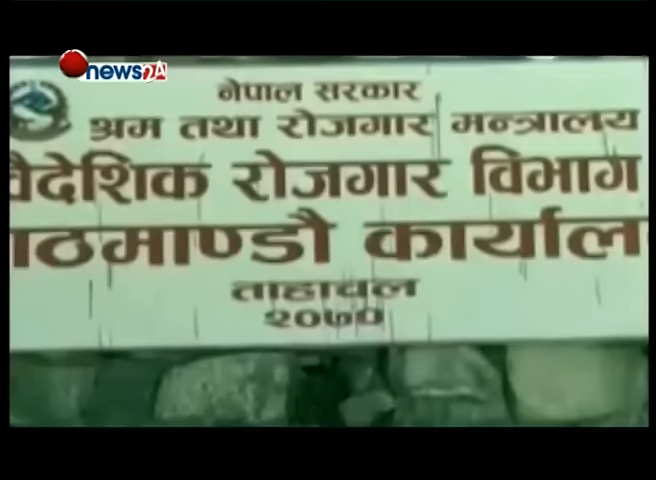 news24
नेपाल सरकार
श्रम तथा रोजगार मन्त्रालय
वैदेशिक रोजगार विभाग
ाठमाण्डौ कार्याल
ताहाचल
२०७०